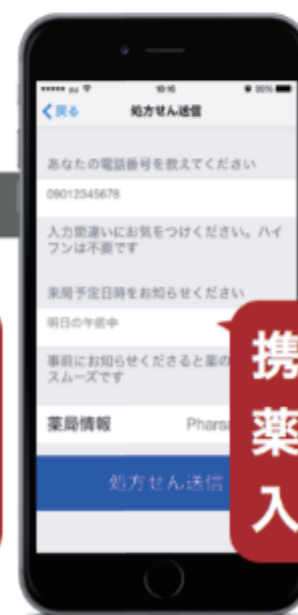 au 10:16
戻る 処方せん送信
あなたの電話番号を教えてください
09012345678
入力間違いにお気をつけください。ハイ
フンは不要です
来局予定日時をお知らせください
明日の午前中
事前にお知らせくださると薬の
スムーズです
薬局情報 Pharma
処方せん送信
携
薬
入